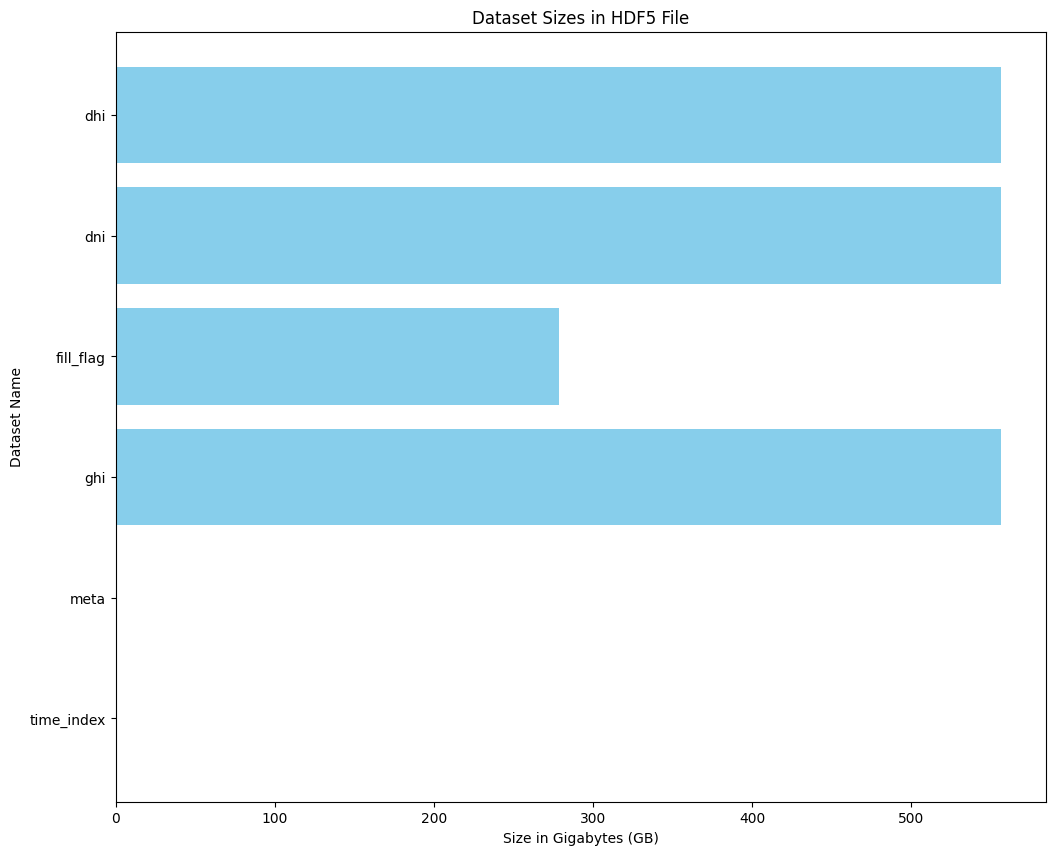 Dataset Sizes in HDF5 File
dhi
dni
fill_flag
ghi
meta
time_index
Dataset Name
0 100 200 300 400 500
Size in Gigabytes (GB)